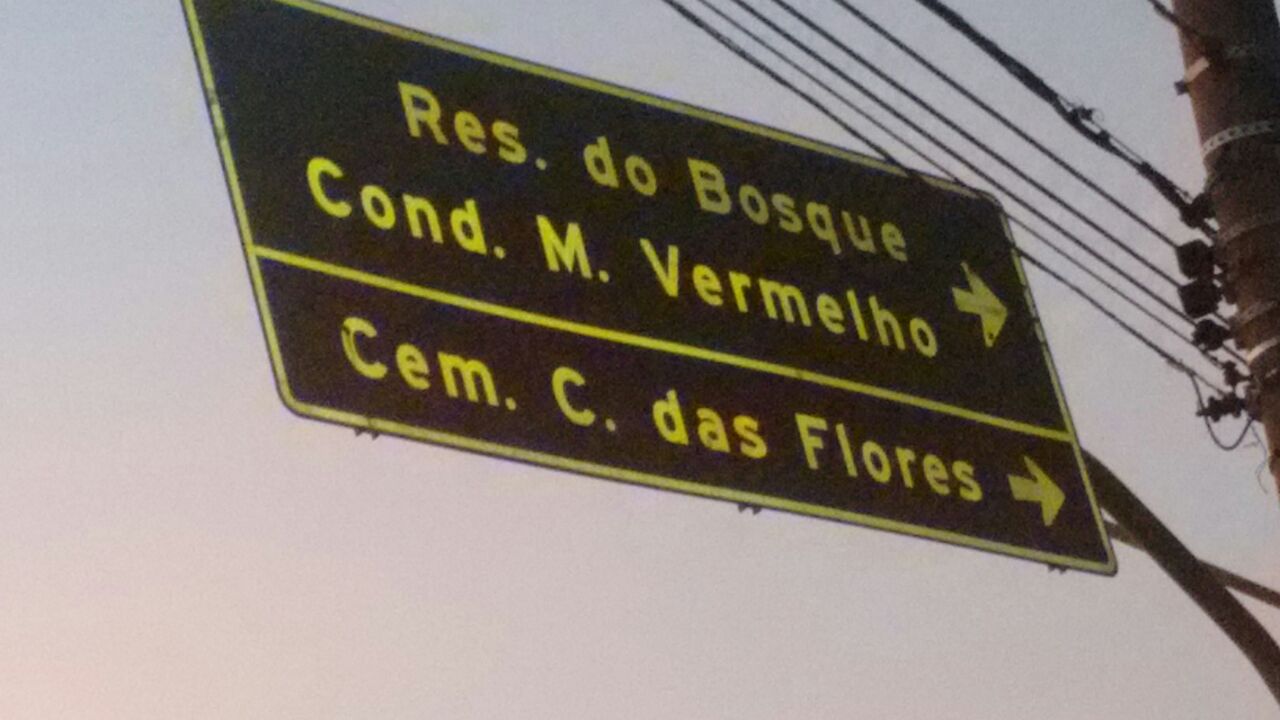 Res. do Bosque
Cond. M. Vermelho
Cem. C. das Flores